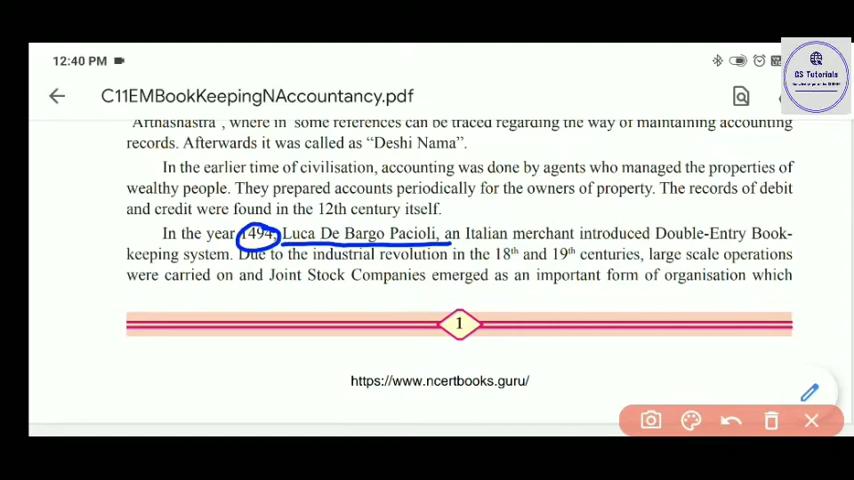 12:40 PM
GS Tutorials
C11EMBookKeepingNAccountancy.pdf
"Arthashastra", where in some references can be traced regarding the way of maintaining accounting
records. Afterwards it was called as "Deshi Nama".
In the earlier time of civilisation, accounting was done by agents who managed the properties of
wealthy people. They prepared accounts periodically for the owners of property. The records of debit
and credit were found in the 12th century itself.
In the year 1494, Luca De Bargo Pacioli, an Italian merchant introduced Double-Entry Book-
keeping system. Due to the industrial revolution in the 18th and 19th centuries, large scale operations
were carried on and Joint Stock Companies emerged as an important form of organisation which
1
https://www.ncertbooks.guru/